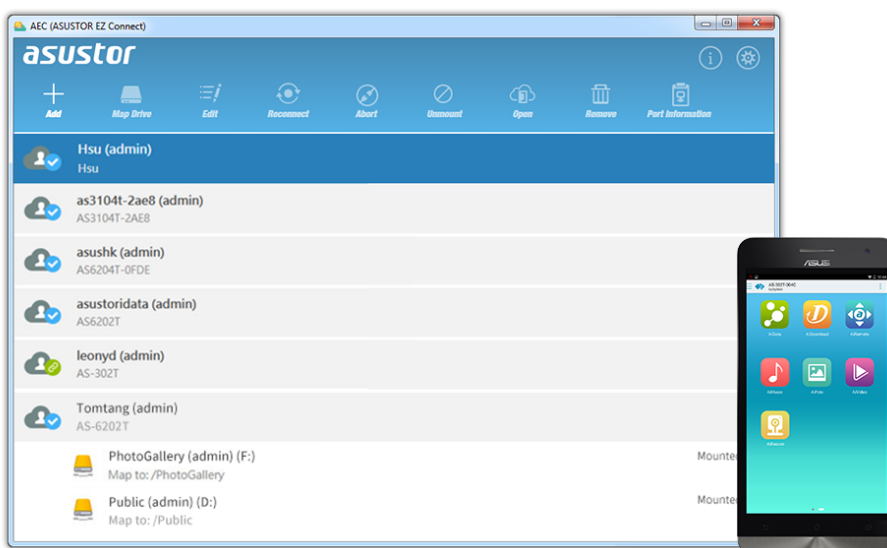 AEC (ASUSTOR EZ Connect)
asustor
Add
Map Drive
Edit
Reconnect
Abort
Unmount
Open
Remove
Port Information
Hsu (admin)
Hsu
as3104t-2ae8 (admin)
AS3104T-2AE8
asushk (admin)
AS6204T-0FDE
asustoridata (admin)
AS6202T
leonyd (admin)
AS-302T
Tomtang (admin)
AS-6202T
PhotoGallery (admin) (F:)
Mounte
Map to: /PhotoGallery
Public (admin) (D:)
Mounte
Map to: /Public
ASUS